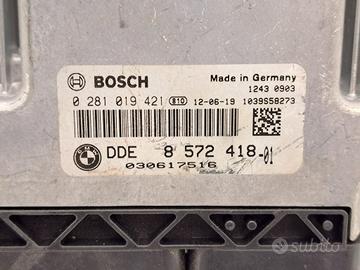 BOSCH
Made in Germany
1243 0903
0 281 019 421 B10 12-06-19 1039S58273
DDE 8 572 418-01
030617516
subito